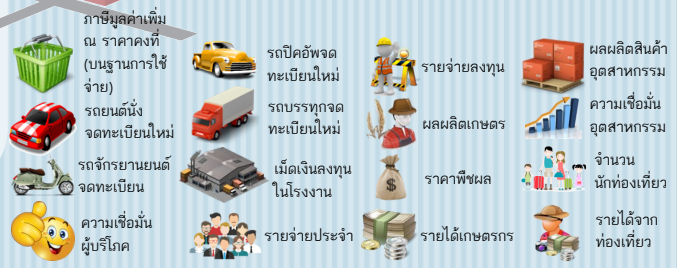 ภาษีมูลค่าเพิ่ม
ณ ราคาคงที่
(บนฐานการใช้
จ่าย)
รถยนต์นั่ง
จดทะเบียนใหม่
รถจักรยานยนต์
จดทะเบียน
ความเชื่อมั่น
ผู้บริโภค
รถปิคอัพจด
ทะเบียนใหม่
รถบรรทุกจด
ทะเบียนใหม่
เม็ดเงินลงทุน
ในโรงงาน
รายจ่ายประจำ
รายจ่ายลงทุน
ผลผลิตเกษตร
ราคาพืชผล
รายได้เกษตรกร
ผลผลิตสินค้า
อุตสาหกรรม
ความเชื่อมั่น
อุตสาหกรรม
จำนวน
นักท่องเที่ยว
รายได้จาก
ท่องเที่ยว